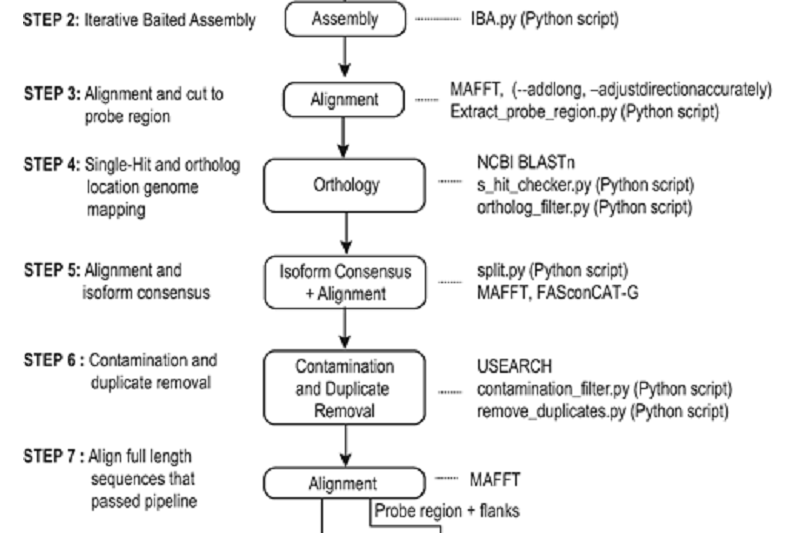 STEP 2: Iterative Baited Assembly
Assembly
IBA.py (Python script)
STEP 3: Alignment and cut to
probe region
Alignment
MAFFT, (--addlong, –adjustdirectionaccurately)
Extract_probe_region.py (Python script)
STEP 4: Single-Hit and ortholog
location genome
mapping
Orthology
NCBI BLASTn
s_hit_checker.py (Python script)
ortholog_filter.py (Python script)
STEP 5: Alignment and
isoform consensus
Isoform Consensus
+ Alignment
split.py (Python script)
MAFFT, FASconCAT-G
STEP 6 : Contamination and
duplicate removal
Contamination
and Duplicate
Removal
USEARCH
contamination_filter.py (Python script)
remove_duplicates.py (Python script)
STEP 7 : Align full length
sequences that
passed pipeline
Alignment
MAFFT
Probe region + flanks